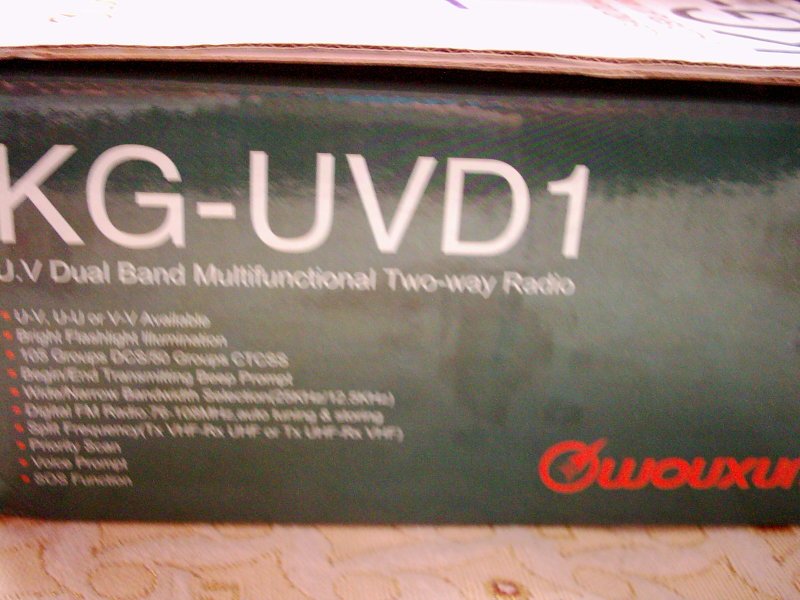 KG-UVD1
U.V Dual Band Multifunctional Two-way Radio
U-V, U-U or V-V Available
Bright Flashlight Illumination
105 Groups DCS/50 Groups CTCSS
Begin/End Transmitting Beep Prompt
Wide/Narrow Bandwidth Selection(25KHz/12.5KHz)
Digital FM Radio,76-108MHz,auto tuning & storing
Split Frequency(Tx VHF-Rx UHF or Tx UHF-Rx VHF)
Priority Scan
Voice Prompt
SOS Function
wouxun